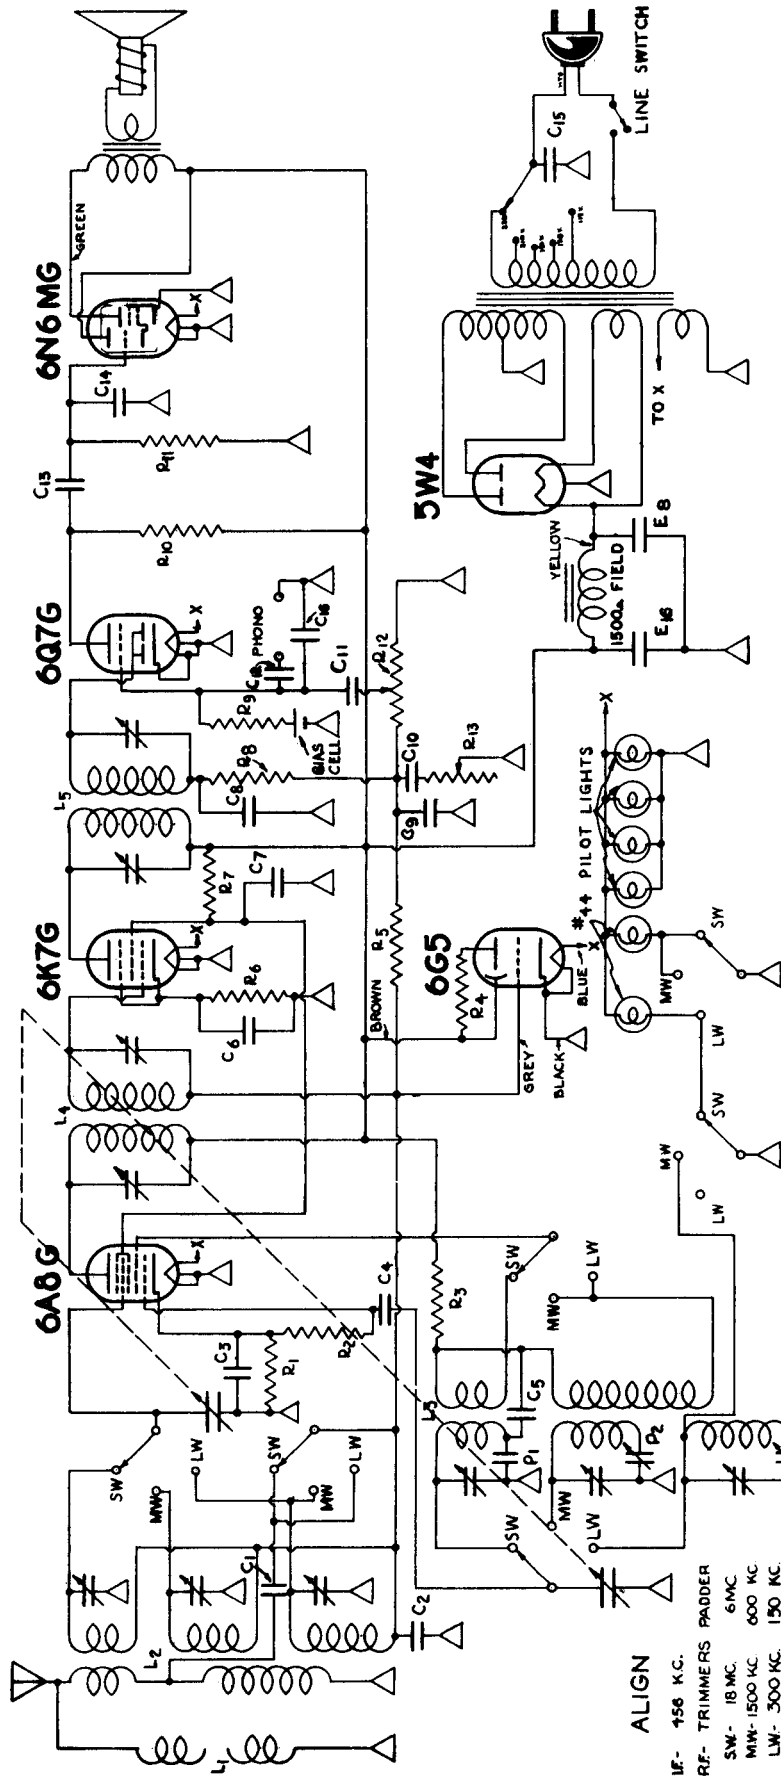 6A8G
6K7G
6Q7G
6N6MG
GREEN
L1
L2
SW
MW
LW
C1
SW
MW
LW
C2
C3
R1
R2
C4
X
L4
C6
R6
X
R7
C7
L5
C8
R8
R9
BIAS
CELL
PHONO
C16
C11
R12
X
R10
C13
R11
C14
X
R5
C9
C10
R13
BROWN
6G5
R4
GREY
BLACK
BLUE
X
5W4
YELLOW
1500Ω FIELD
E16
E8
TO X
C15
LINE SWITCH
#44 PILOT LIGHTS
X
MW
SW
LW
SW
MW
LW
R3
L3
SW
MW
LW
C5
P1
P2
SW
MW
LW
ALIGN
I.F.- 456 K.C.
R.F.- TRIMMERS PADDER
SW.- 18 MC. 6 MC.
M.W.- 1500 KC. 600 KC.
LW.- 300 KC. 150 KC.